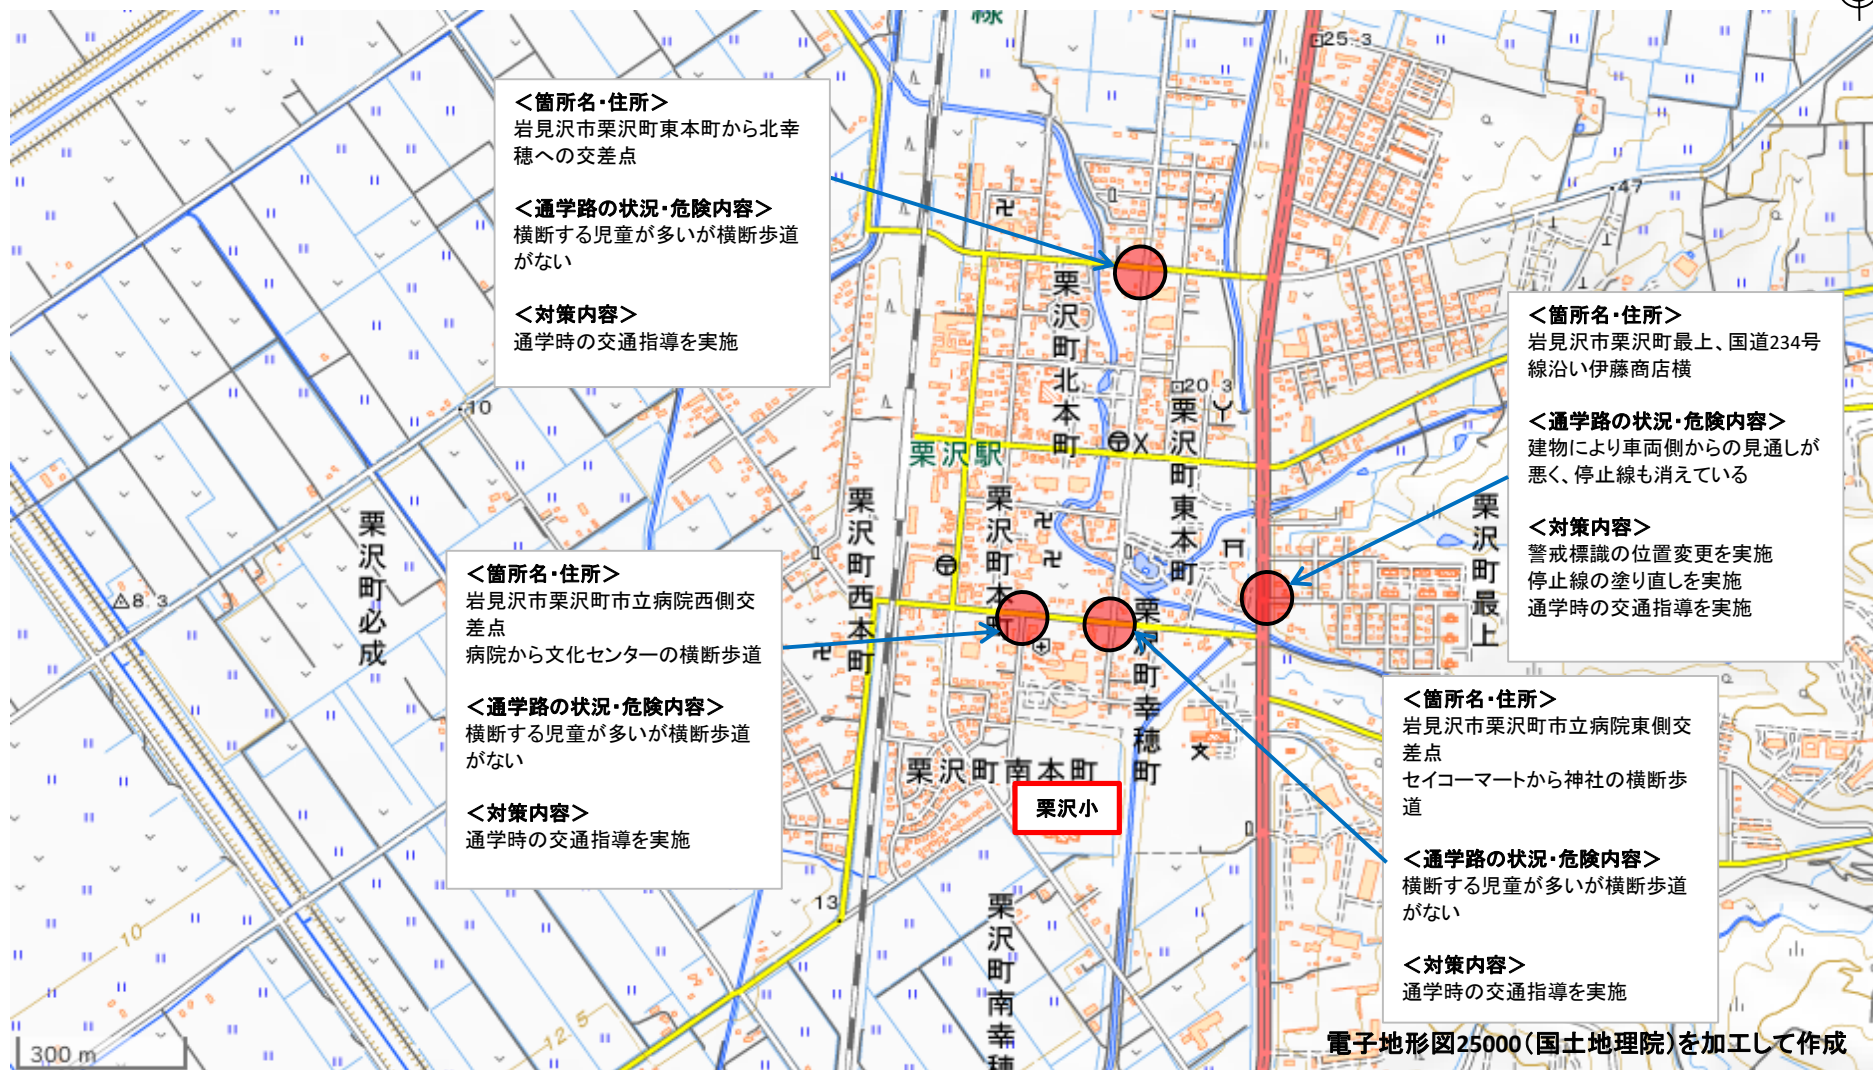 線
25.3
<箇所名・住所>
岩見沢市栗沢町東本町から北幸
穂への交差点
<通学路の状況・危険内容>
横断する児童が多いが横断歩道
がない
<対策内容>
通学時の交通指導を実施
47
栗沢町北本町
20.3
栗沢町東本町
10
栗沢駅
<箇所名・住所>
岩見沢市栗沢町最上、国道234号
線沿い伊藤商店横
<通学路の状況・危険内容>
建物により車両側からの見通しが
悪く、停止線も消えている
<対策内容>
警戒標識の位置変更を実施
停止線の塗り直しを実施
通学時の交通指導を実施
栗沢町最上
栗沢町必成
8.3
栗沢町西本町
栗沢町本町
栗沢町幸穂町
<箇所名・住所>
岩見沢市栗沢町市立病院西側交
差点
病院から文化センターの横断歩道
<通学路の状況・危険内容>
横断する児童が多いが横断歩道
がない
<対策内容>
通学時の交通指導を実施
栗沢町南本町
栗沢小
<箇所名・住所>
岩見沢市栗沢町市立病院東側交
差点
セイコーマートから神社の横断歩
道
<通学路の状況・危険内容>
横断する児童が多いが横断歩道
がない
<対策内容>
通学時の交通指導を実施
13
10
12.5
栗沢町南幸穂
300 m
電子地形図25000(国土地理院)を加工して作成